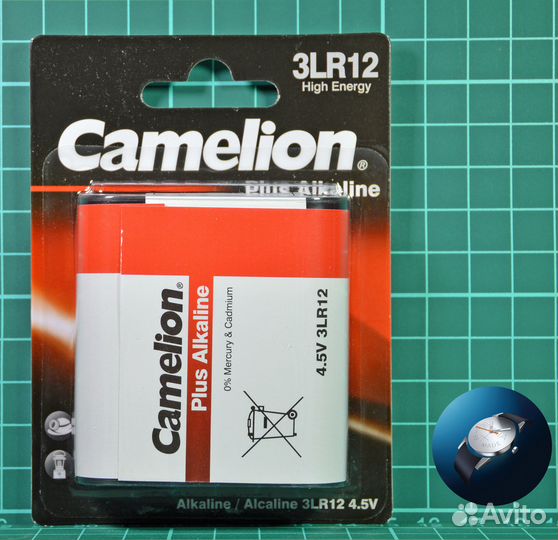 3LR12
High Energy
Camelion®
Plus Alkaline
Camelion®
Plus Alkaline
0% Mercury & Cadmium
4.5V 3LR12
Alkaline / Alcaline 3LR12 4.5V
Avito